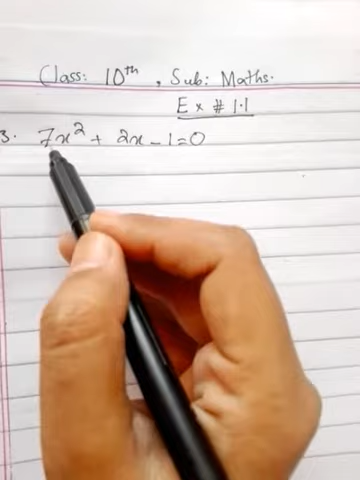 Class: 10th, Sub: Maths.
Ex # 1.1
3. 7x² + 2x - 1 = 0